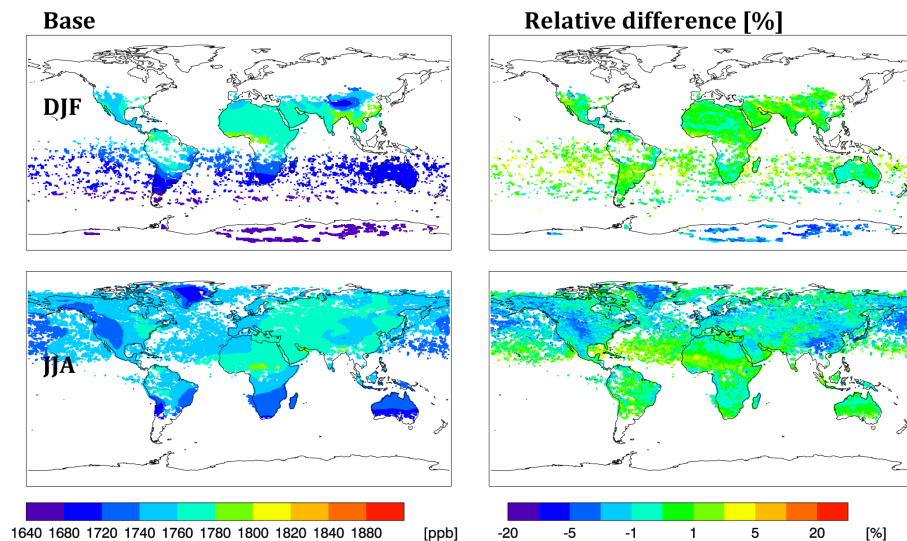 Base
Relative difference [%]
DJF
JJA
1640 1680 1720 1740 1760 1780 1800 1820 1840 1880 [ppb]
-20 -5 -1 1 5 20 [%]